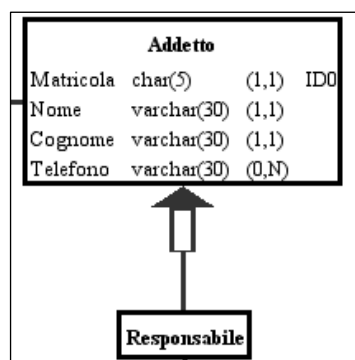 Addetto
Matricola char(5) (1,1) ID0
Nome varchar(30) (1,1)
Cognome varchar(30) (1,1)
Telefono varchar(30) (0,N)
Responsabile